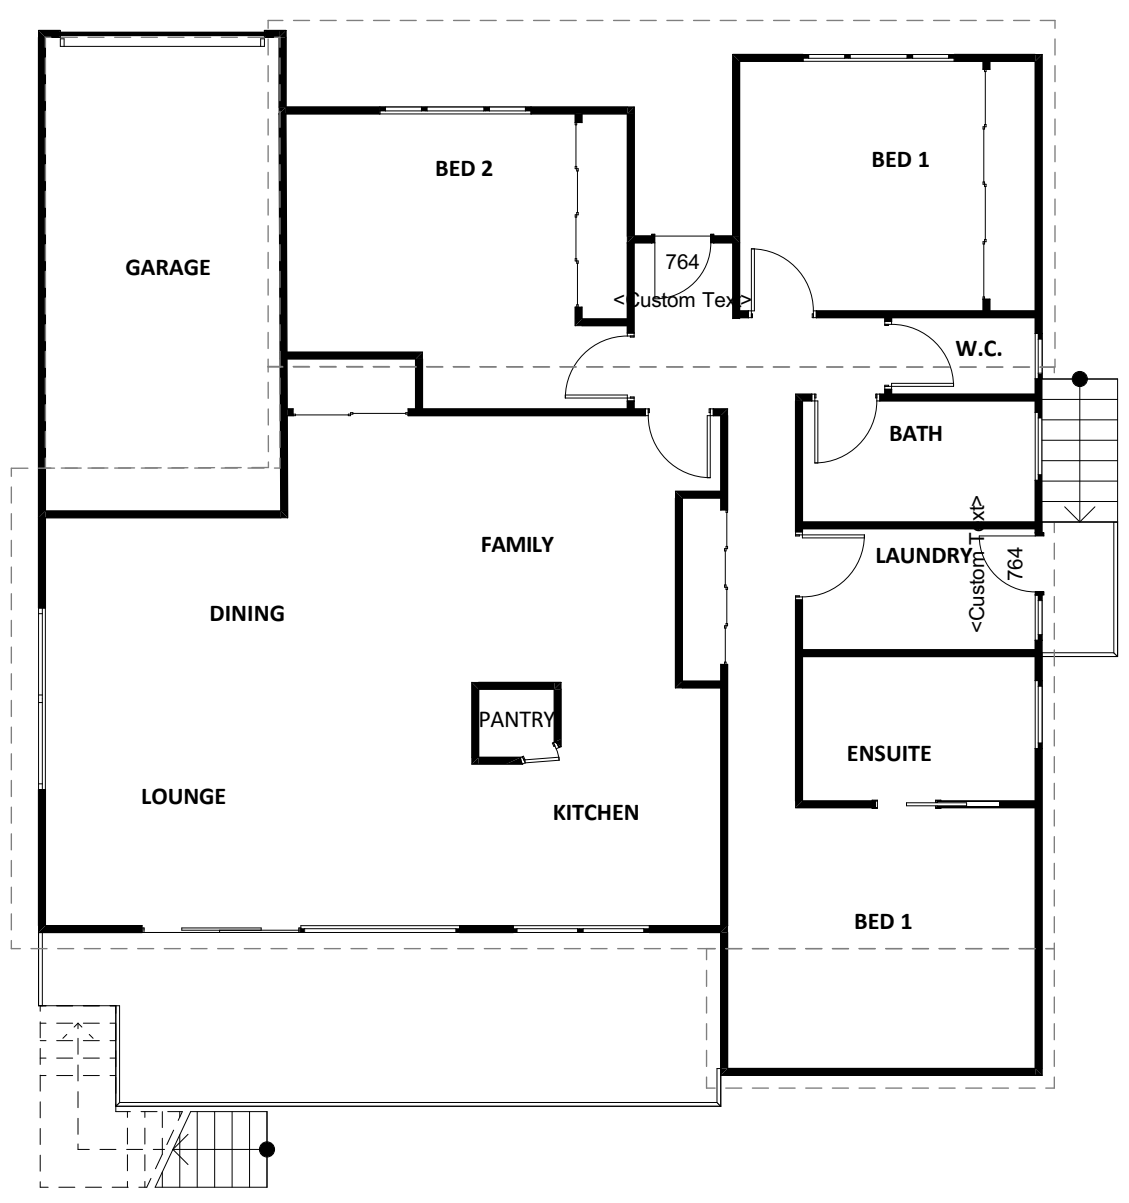 BED 1
BED 2
GARAGE
764
<Custom Text>
W.C.
BATH
FAMILY
LAUNDRY
764
<Custom Text>
DINING
PANTRY
ENSUITE
LOUNGE
KITCHEN
BED 1